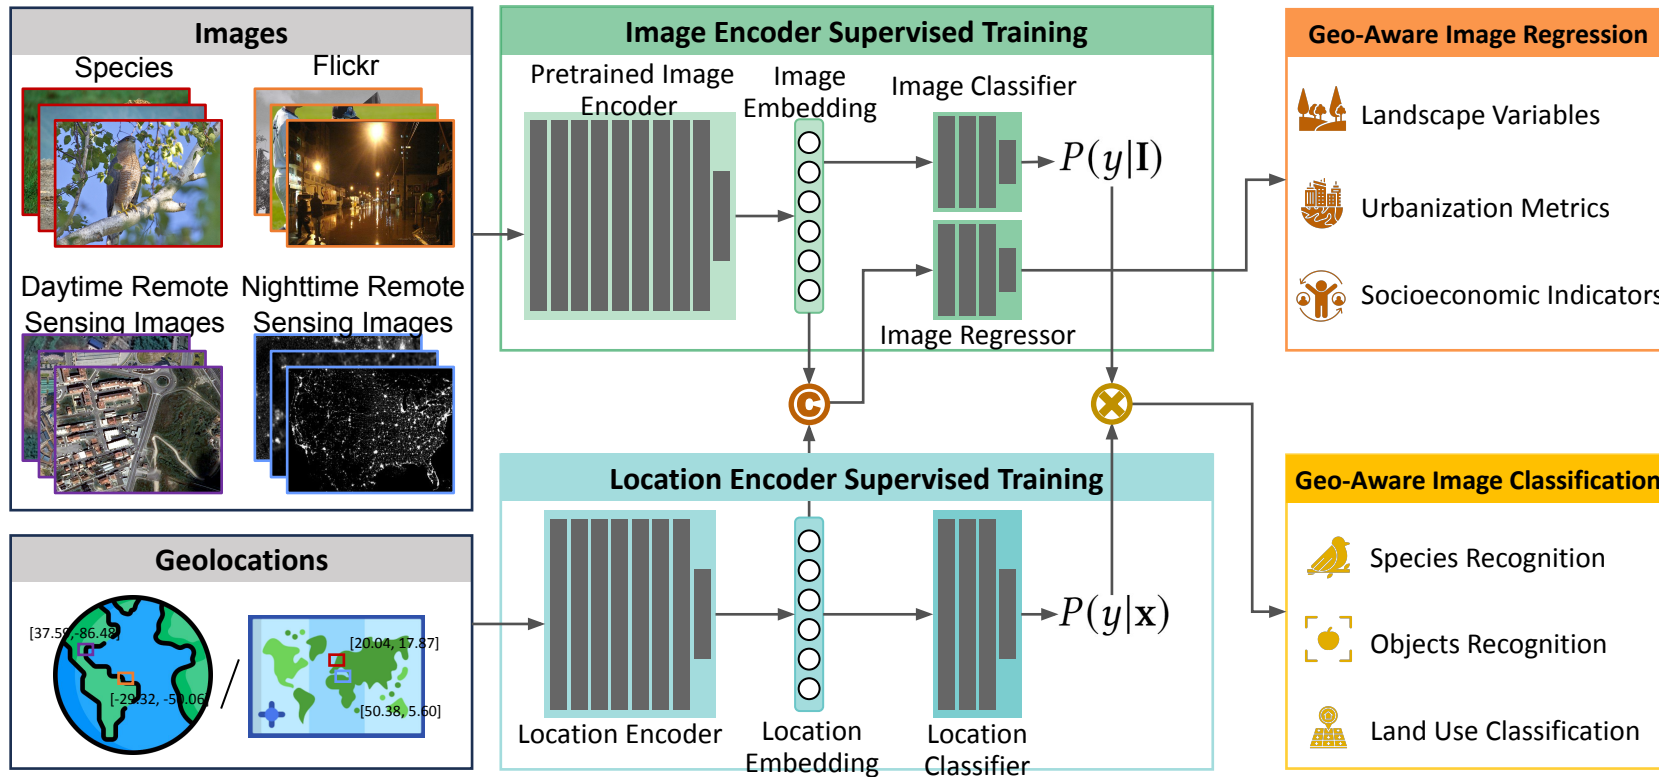 Images
Species
Flickr
Daytime Remote
Sensing Images
Nighttime Remote
Sensing Images
Geolocations
[37.59,-86.48]
[-29.32, -50.06]
[20.04, 17.87]
[50.38, 5.60]
Image Encoder Supervised Training
Pretrained Image
Encoder
Image
Embedding
Image Classifier
P(y|I)
Image Regressor
C
Location Encoder Supervised Training
Location Encoder
Location
Embedding
Location
Classifier
P(y|x)
Geo-Aware Image Regression
Landscape Variables
Urbanization Metrics
Socioeconomic Indicators
Geo-Aware Image Classification
Species Recognition
Objects Recognition
Land Use Classification